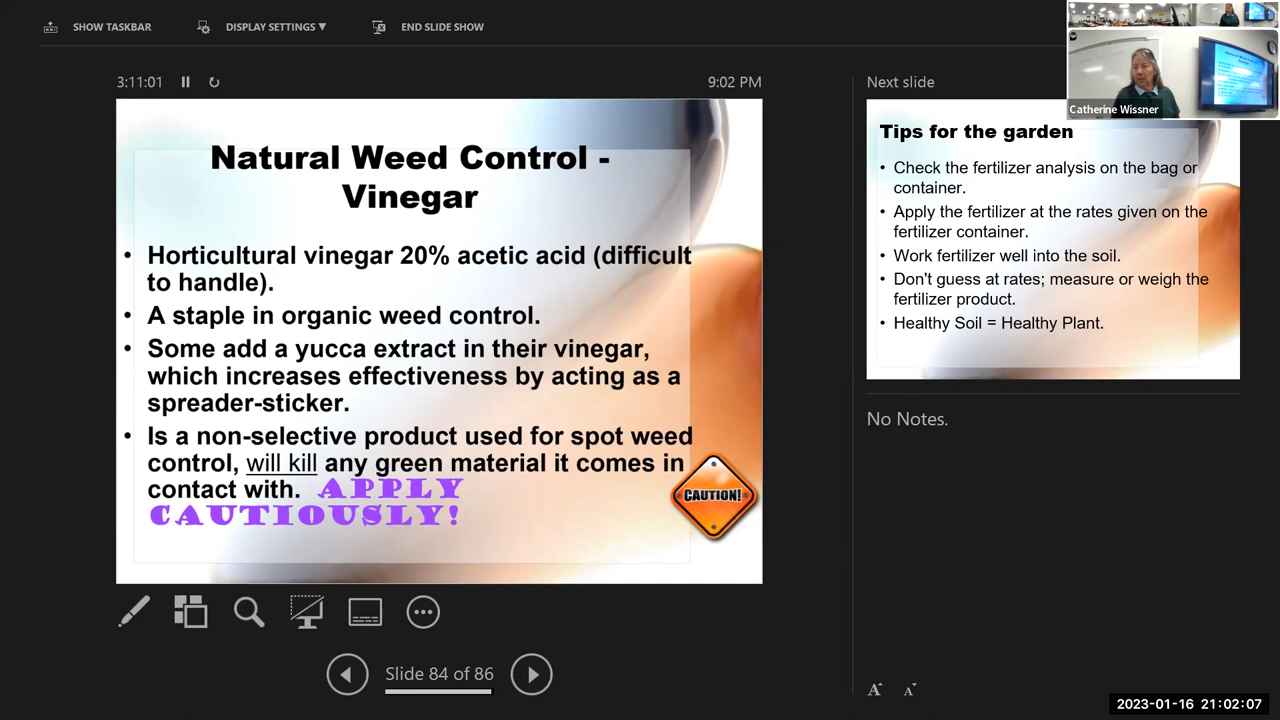 SHOW TASKBAR
DISPLAY SETTINGS ▼
END SLIDE SHOW
3:11:01
9:02 PM
Natural Weed Control -
Vinegar
• Horticultural vinegar 20% acetic acid (difficult
to handle).
• A staple in organic weed control.
• Some add a yucca extract in their vinegar,
which increases effectiveness by acting as a
spreader-sticker.
• Is a non-selective product used for spot weed
control, will kill any green material it comes in
contact with. APPLY
CAUTIOUSLY!
CAUTION!
Slide 84 of 86
Next slide
Tips for the garden
• Check the fertilizer analysis on the bag or
container.
• Apply the fertilizer at the rates given on the
fertilizer container.
• Work fertilizer well into the soil.
• Don't guess at rates; measure or weigh the
fertilizer product.
• Healthy Soil = Healthy Plant.
No Notes.
A A
Catherine Wissner
Natural Weed Control
Vinegar
2023-01-16 21:02:07